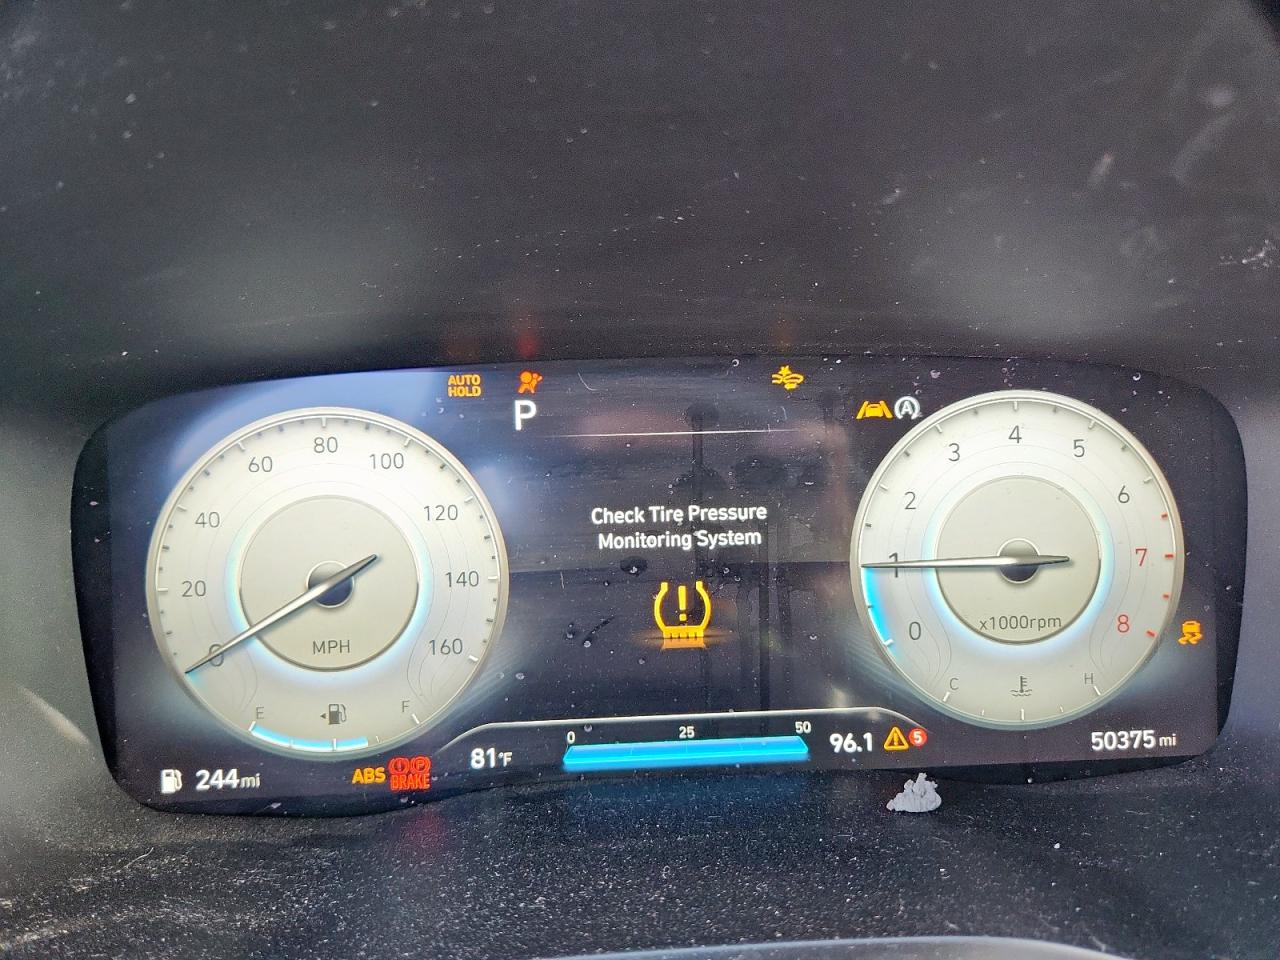 AUTO
HOLD
P
A
80
60
100
40
120
20
140
0
160
MPH
E
F
Check Tire Pressure
Monitoring System
4
3
5
2
6
1
7
0
8
x1000rpm
C
H
0
25
50
81°F
96.1
5
50375 mi
244 mi
ABS
P
BRAKE